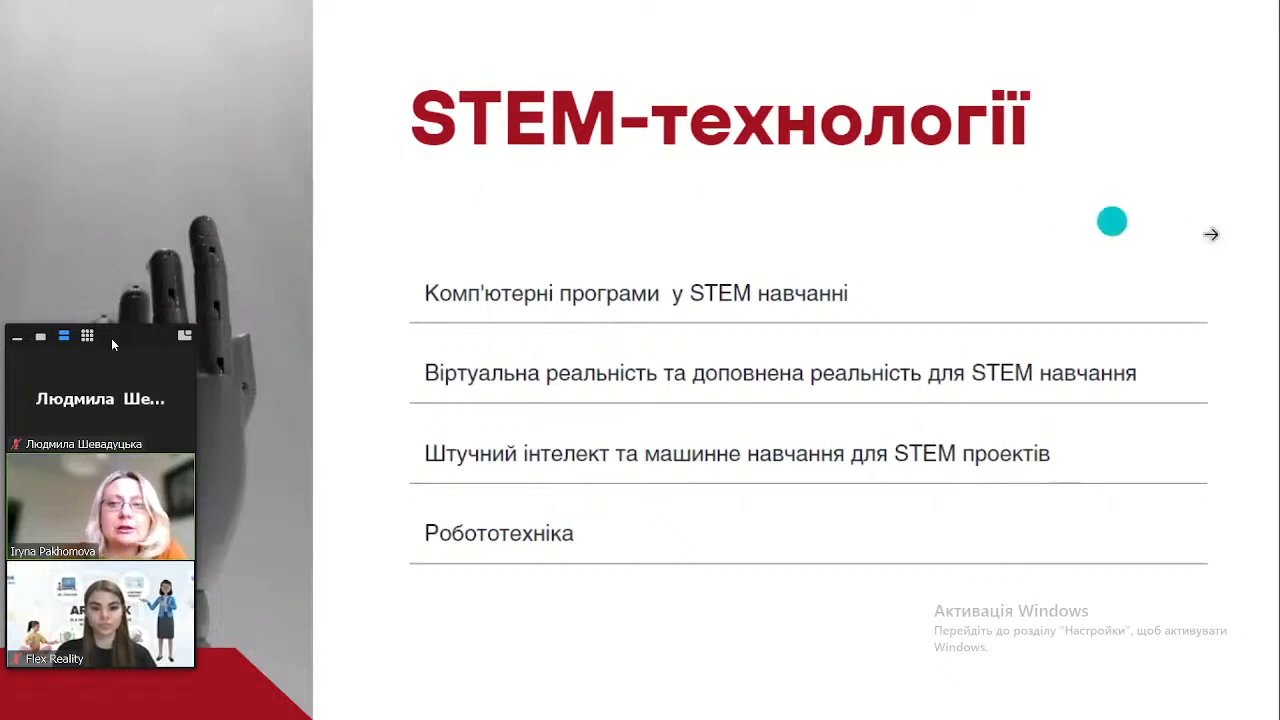 STEM-технології
Комп'ютерні програми у STEM навчанні
Віртуальна реальність та доповнена реальність для STEM навчання
Штучний інтелект та машинне навчання для STEM проектів
Робототехніка
Людмила Ше...
Людмила Шевадуцька
Iryna Pakhomova
Flex Reality
Активація Windows
Перейдіть до розділу "Настройки", щоб активувати
Windows.